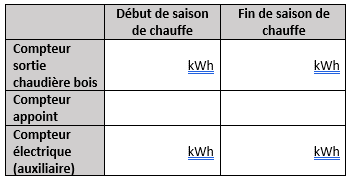 Début de saison
de chauffe
Fin de saison de
chauffe
Compteur
sortie
chaudière bois
kWh
kWh
Compteur
appoint
Compteur
électrique
(auxiliaire)
kWh
kWh